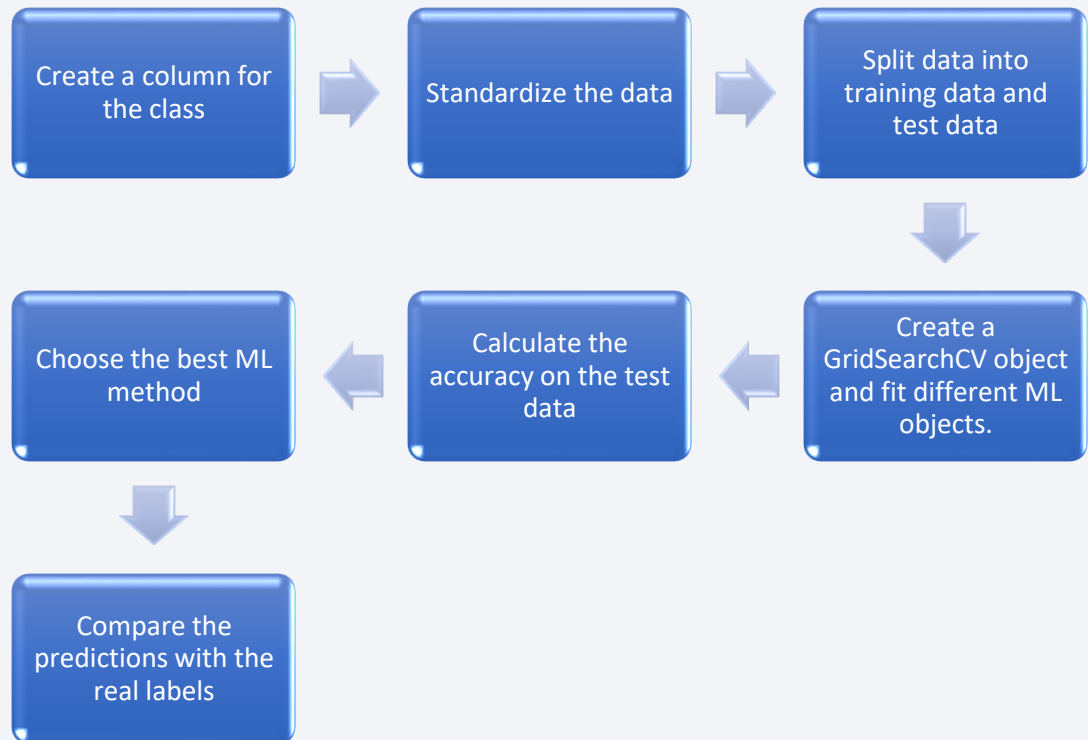 Create a column for
the class
Standardize the data
Split data into
training data and
test data
Create a
GridSearchCV object
and fit different ML
objects.
Calculate the
accuracy on the test
data
Choose the best ML
method
Compare the
predictions with the
real labels